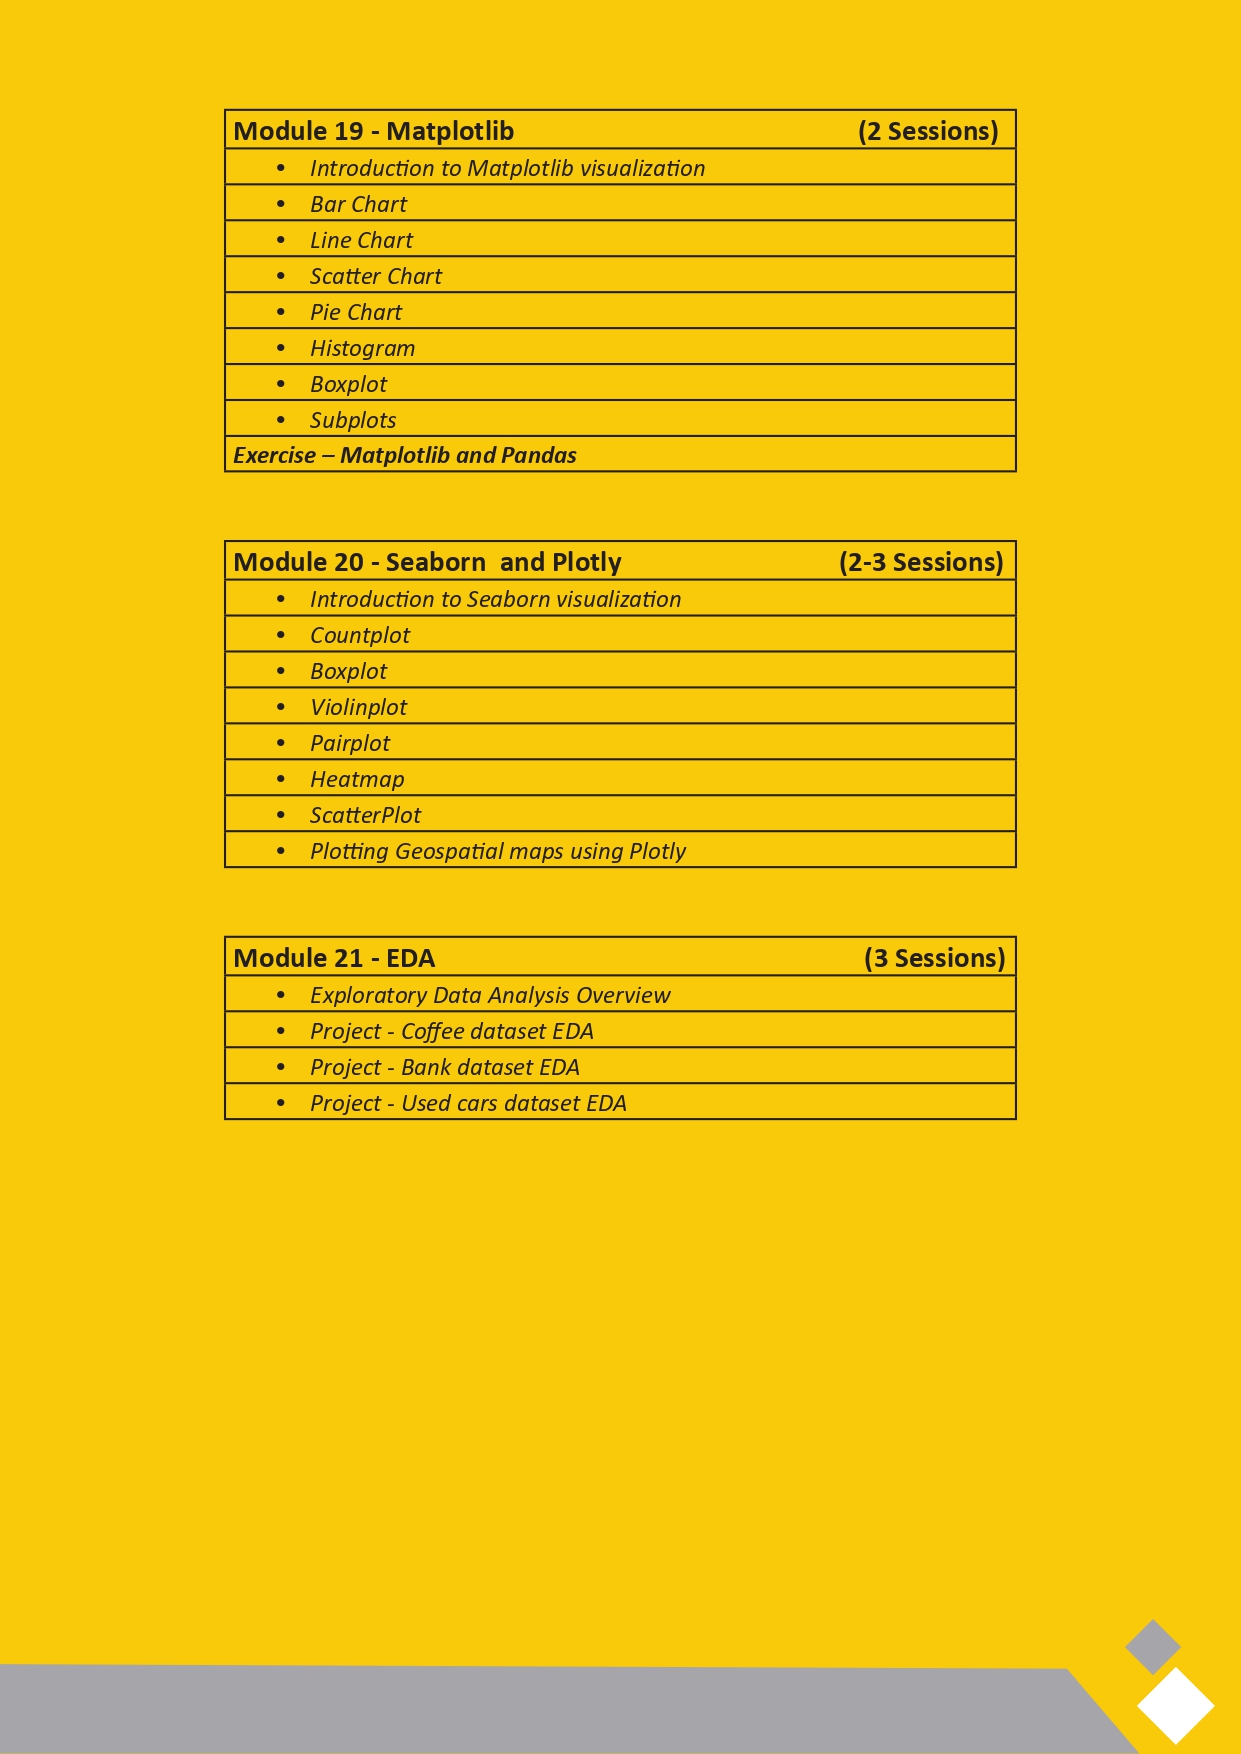 Module 19 - Matplotlib (2 Sessions)
• Introduction to Matplotlib visualization
• Bar Chart
• Line Chart
• Scatter Chart
• Pie Chart
• Histogram
• Boxplot
• Subplots
Exercise – Matplotlib and Pandas
Module 20 - Seaborn  and Plotly (2-3 Sessions)
• Introduction to Seaborn visualization
• Countplot
• Boxplot
• Violinplot
• Pairplot
• Heatmap
• ScatterPlot
• Plotting Geospatial maps using Plotly
Module 21 - EDA (3 Sessions)
• Exploratory Data Analysis Overview
• Project - Coffee dataset EDA
• Project - Bank dataset EDA
• Project - Used cars dataset EDA